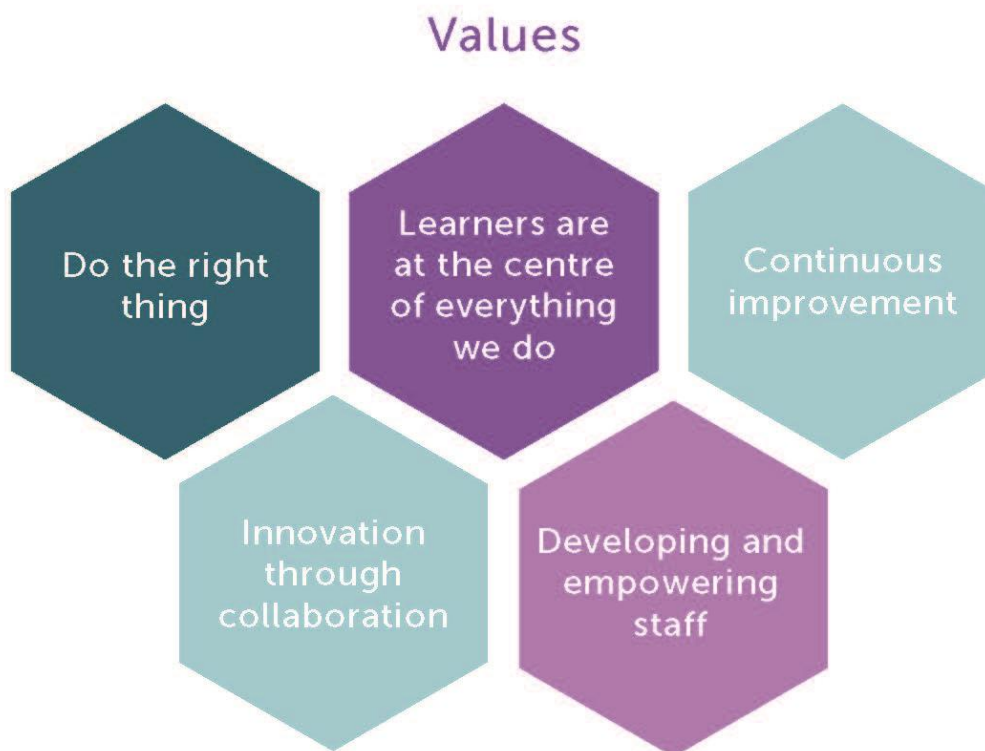 Values
Do the right
thing
Learners are
at the centre
of everything
we do
Continuous
improvement
Innovation
through
collaboration
Developing and
empowering
staff